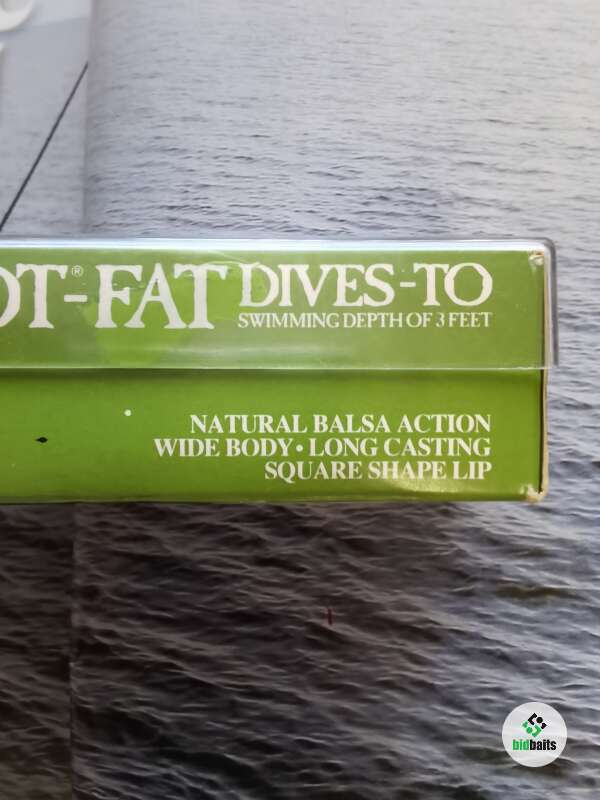 OT-FAT® DIVES-TO
SWIMMING DEPTH OF 3 FEET
NATURAL BALSA ACTION
WIDE BODY • LONG CASTING
SQUARE SHAPE LIP
bidbaits